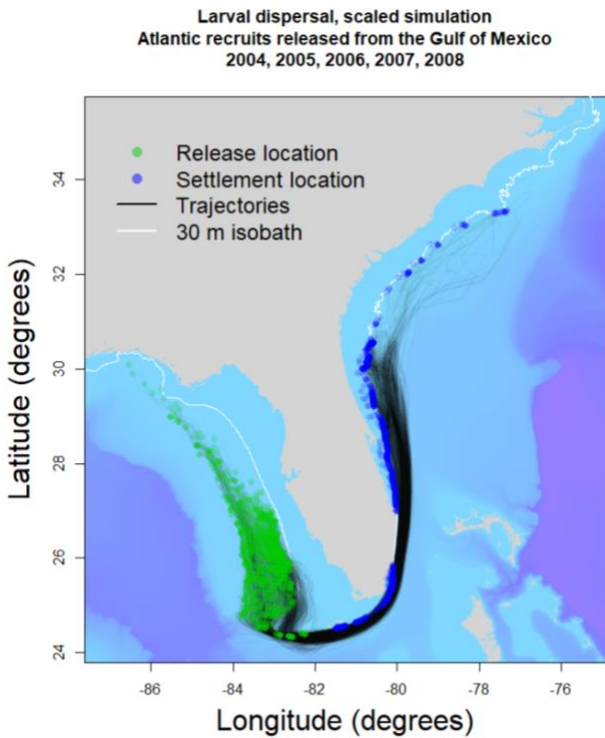 Larval dispersal, scaled simulation
Atlantic recruits released from the Gulf of Mexico
2004, 2005, 2006, 2007, 2008
Release location
Settlement location
Trajectories
30 m isobath
Latitude (degrees)
34
32
30
28
26
24
-86
-84
-82
-80
-78
-76
Longitude (degrees)